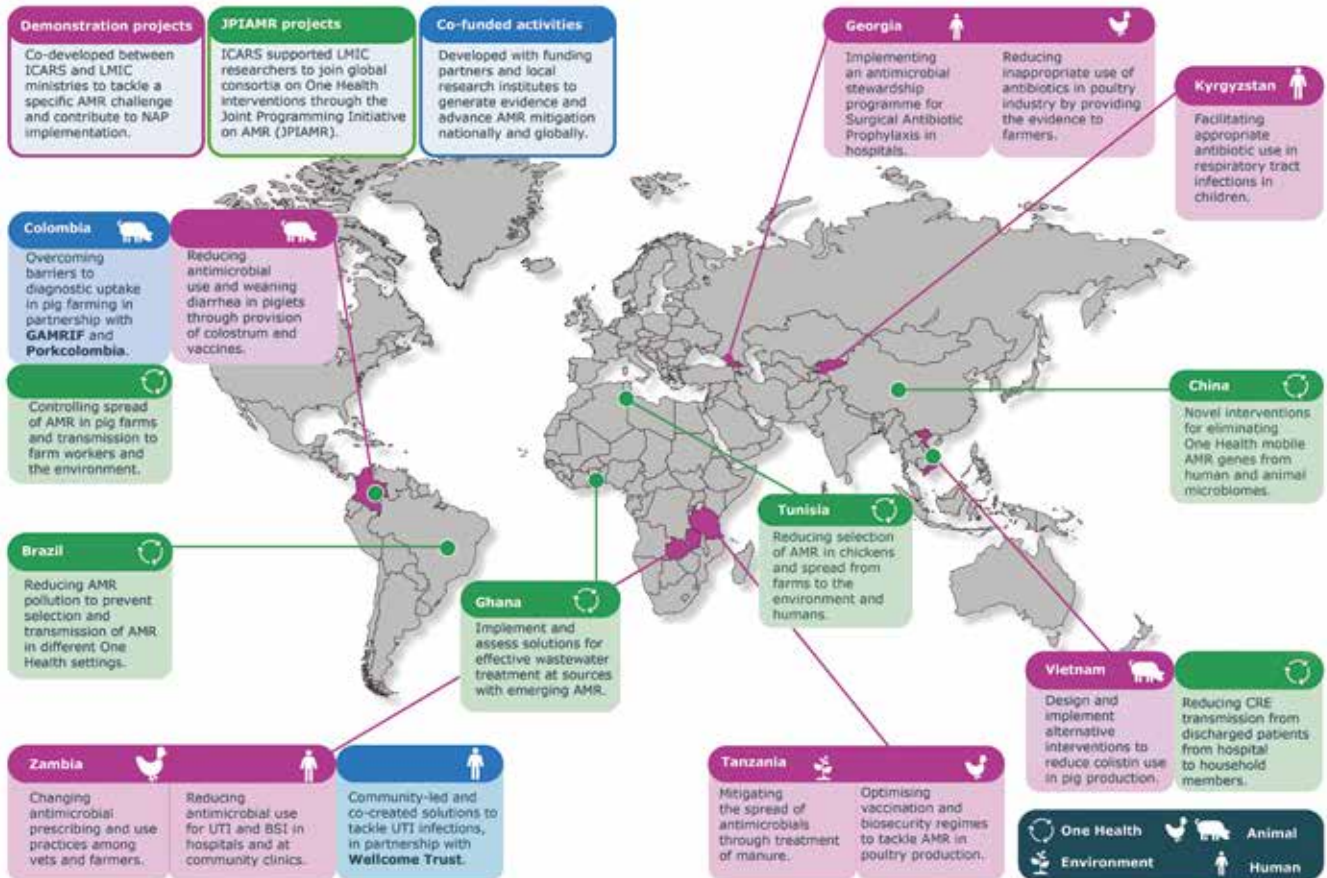 Demonstration projects
Co-developed between
ICARS and LMIC
ministries to tackle a
specific AMR challenge
and contribute to NAP
implementation.
JPIAMR projects
ICARS supported LMIC
researchers to join global
consortia on One Health
interventions through the
Joint Programming Initiative
on AMR (JPIAMR).
Co-funded activities
Developed with funding
partners and local
research institutes to
generate evidence and
advance AMR mitigation
nationally and globally.
Georgia
Implementing
an antimicrobial
stewardship
programme for
Surgical Antibiotic
Prophylaxis in
hospitals.
Reducing
inappropriate use of
antibiotics in poultry
industry by providing
the evidence to
farmers.
Kyrgyzstan
Facilitating
appropriate
antibiotic use in
respiratory tract
infections in
children.
Colombia
Overcoming
barriers to
diagnostic uptake
in pig farming in
partnership with
GAMRIF and
Porkcolombia.
Reducing
antimicrobial
use and weaning
diarrhea in piglets
through provision
of colostrum and
vaccines.
Controlling spread
of AMR in pig farms
and transmission to
farm workers and
the environment.
China
Novel interventions
for eliminating
One Health mobile
AMR genes from
human and animal
microbiomes.
Tunisia
Reducing selection
of AMR in chickens
and spread from
farms to the
environment and
humans.
Brazil
Reducing AMR
pollution to prevent
selection and
transmission of AMR
in different One
Health settings.
Ghana
Implement and
assess solutions for
effective wastewater
treatment at sources
with emerging AMR.
Vietnam
Design and
implement
alternative
interventions to
reduce colistin use
in pig production.
Reducing CRE
transmission from
discharged patients
from hospital
to household
members.
Zambia
Changing
antimicrobial
prescribing and use
practices among
vets and farmers.
Reducing
antimicrobial use
for UTI and BSI in
hospitals and at
community clinics.
Community-led and
co-created solutions to
tackle UTI infections,
in partnership with
Wellcome Trust.
Tanzania
Mitigating
the spread of
antimicrobials
through treatment
of manure.
Optimising
vaccination and
biosecurity regimes
to tackle AMR in
poultry production.
One Health
Animal
Environment
Human